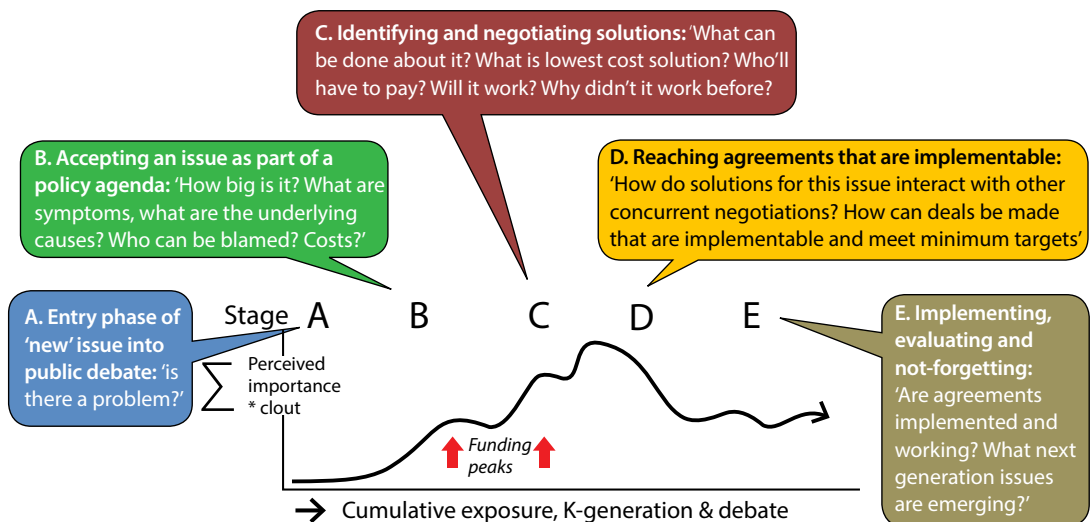 C. Identifying and negotiating solutions: ‘What can
be done about it? What is lowest cost solution? Who’ll
have to pay? Will it work? Why didn’t it work before?
B. Accepting an issue as part of a
policy agenda: ‘How big is it? What are
symptoms, what are the underlying
causes? Who can be blamed? Costs?’
D. Reaching agreements that are implementable:
‘How do solutions for this issue interact with other
concurrent negotiations? How can deals be made
that are implementable and meet minimum targets’
A. Entry phase of
‘new’ issue into
public debate: ‘is
there a problem?’
Stage A B C D E
E. Implementing,
evaluating and
not-forgetting:
‘Are agreements
implemented and
working? What next
generation issues
are emerging?’
∑ Perceived
importance
* clout
Funding
peaks
→ Cumulative exposure, K-generation & debate